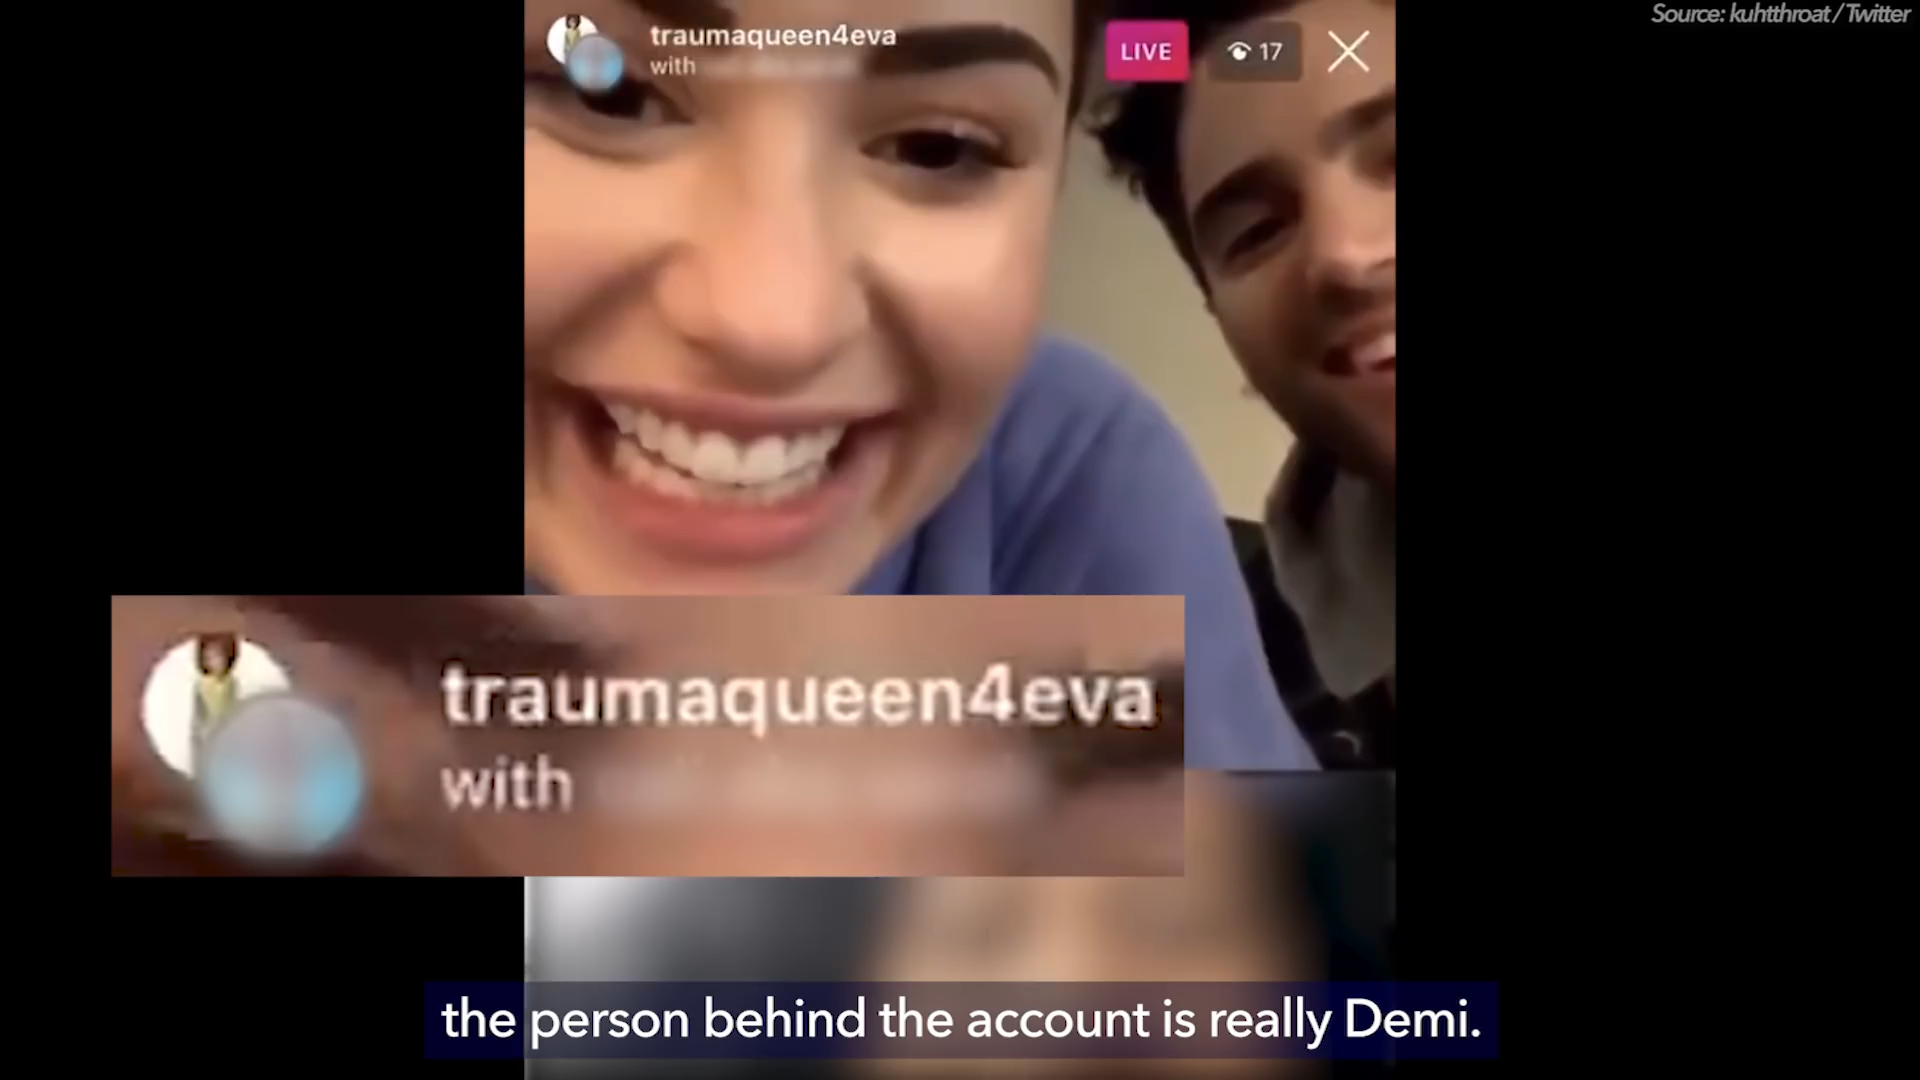 Source: kuhtthroat / Twitter
traumaqueen4eva
with
LIVE
17
traumaqueen4eva
with
the person behind the account is really Demi.